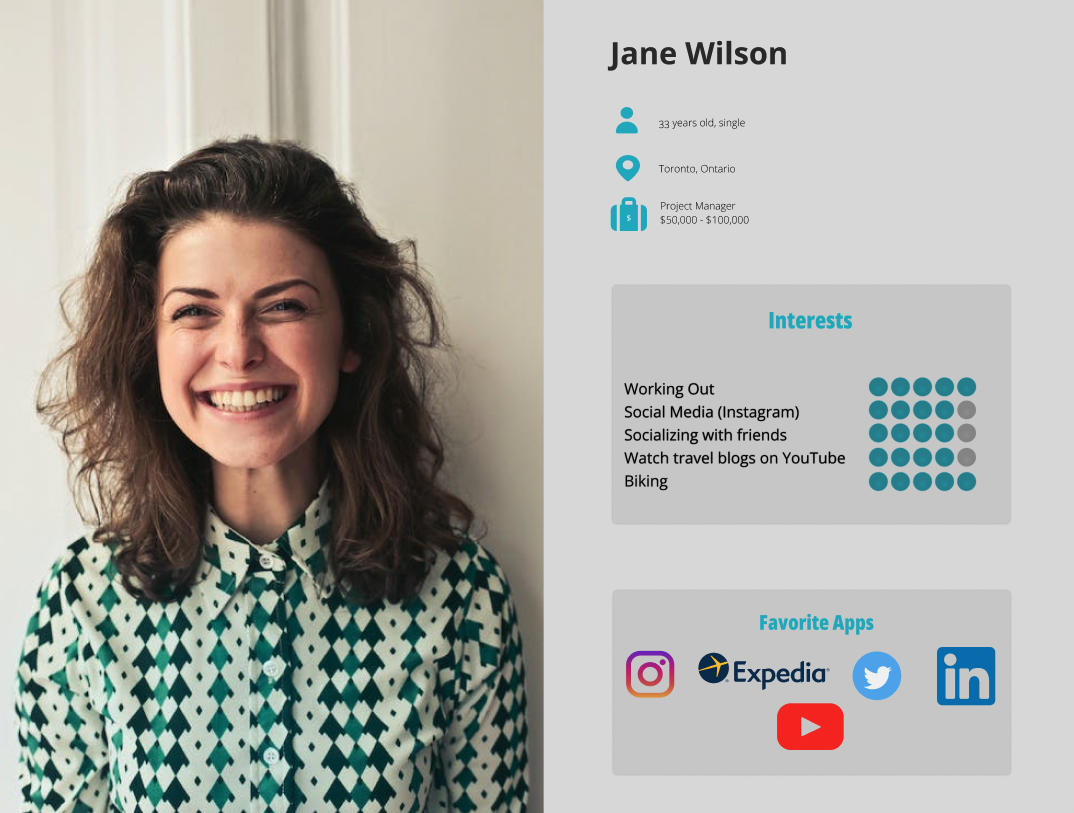 Jane Wilson
33 years old, single
Toronto, Ontario
$
Project Manager
$50,000 - $100,000
Interests
Working Out
Social Media (Instagram)
Socializing with friends
Watch travel blogs on YouTube
Biking
Favorite Apps
Expedia
in